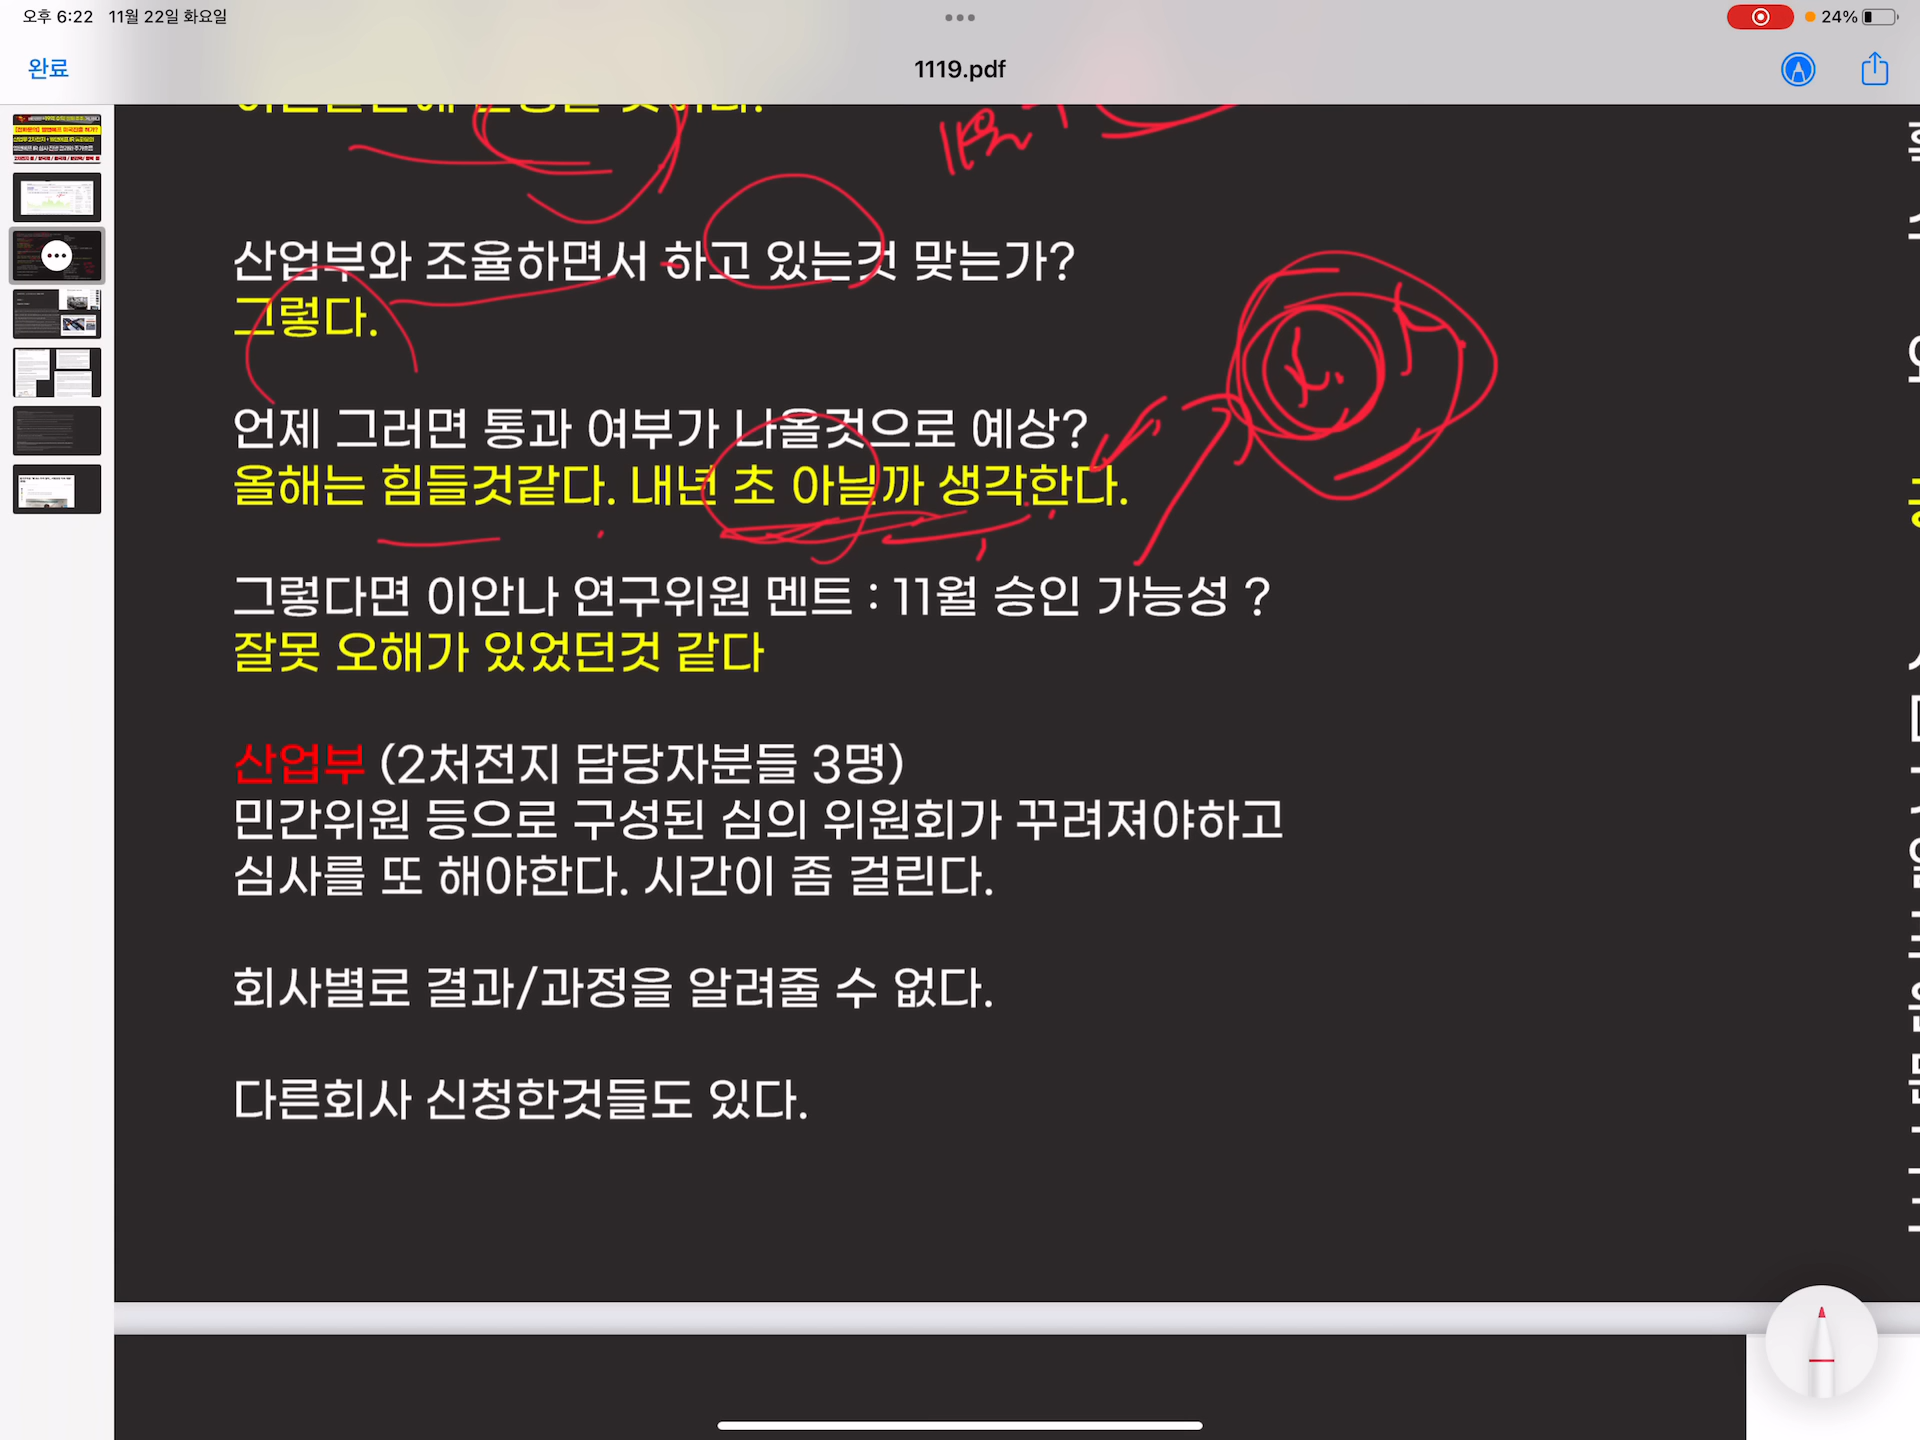 오후 6:22 11월 22일 화요일
24%
완료
1119.pdf
산업부와 조율하면서 하고 있는것 맞는가?
그렇다.
언제 그러면 통과 여부가 나올것으로 예상?
올해는 힘들것같다. 내년 초 아닐까 생각한다.
그렇다면 이안나 연구위원 멘트 : 11월 승인 가능성 ?
잘못 오해가 있었던것 같다
산업부 (2처전지 담당자분들 3명)
민간위원 등으로 구성된 심의 위원회가 꾸려져야하고
심사를 또 해야한다. 시간이 좀 걸린다.
회사별로 결과/과정을 알려줄 수 없다.
다른회사 신청한것들도 있다.